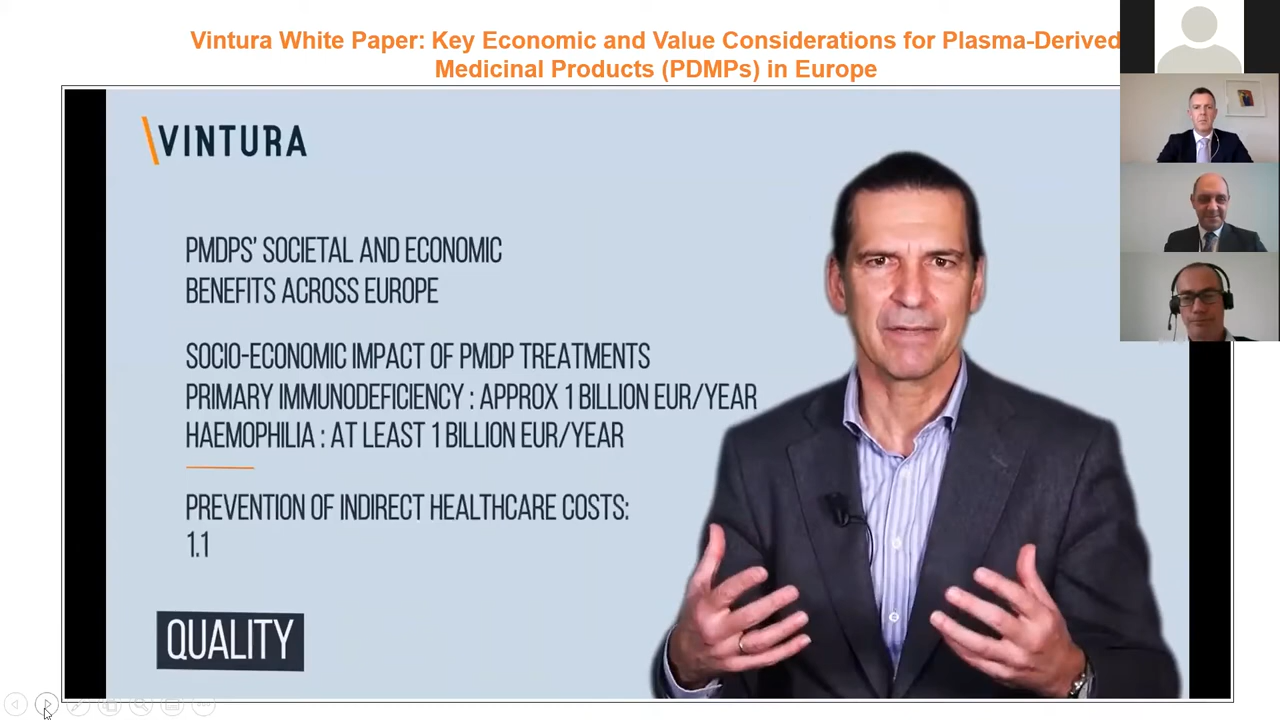 Vintura White Paper: Key Economic and Value Considerations for Plasma-Derived
Medicinal Products (PDMPs) in Europe
VINTURA
PMDPS' SOCIETAL AND ECONOMIC
BENEFITS ACROSS EUROPE
SOCIO-ECONOMIC IMPACT OF PMDP TREATMENTS
PRIMARY IMMUNODEFICIENCY : APPROX 1 BILLION EUR/YEAR
HAEMOPHILIA : AT LEAST 1 BILLION EUR/YEAR
PREVENTION OF INDIRECT HEALTHCARE COSTS:
1.1
QUALITY